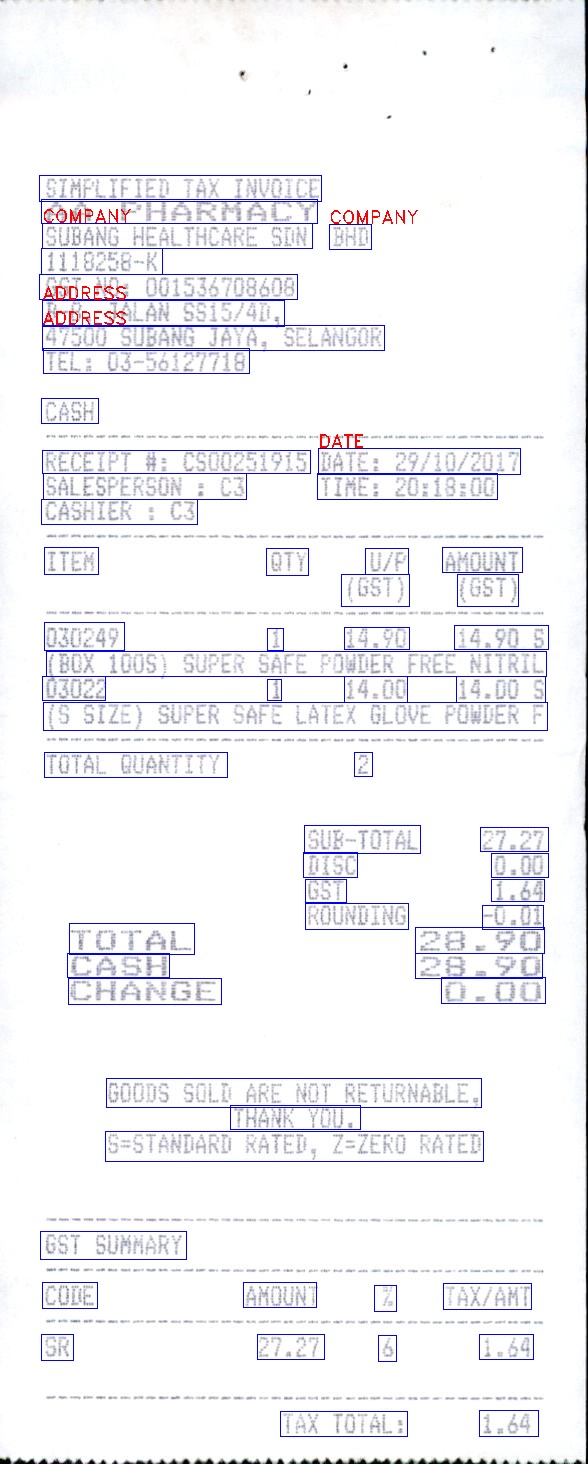 SIMPLIFIED TAX INVOICE
PHARMACY
COMPANY COMPANY
SUBANG HEALTHCARE SDN BHD
1118258-K
GST NO: 001536708608
ADDRESS
JALAN SS15/4D,
ADDRESS
47500 SUBANG JAYA, SELANGOR
TEL: 03-56127718
CASH
DATE
RECEIPT #: CS00251915 DATE: 29/10/2017
SALESPERSON : C3 TIME: 20:18:00
CASHIER : C3
ITEM QTY U/P AMOUNT
(GST) (GST)
030249 1 14.90 14.90 S
(BOX 100S) SUPER SAFE POWDER FREE NITRIL
03022 1 14.00 14.00 S
(S SIZE) SUPER SAFE LATEX GLOVE POWDER F
TOTAL QUANTITY 2
SUB-TOTAL 27.27
DISC 0.00
GST 1.64
ROUNDING -0.01
TOTAL 28.90
CASH 28.90
CHANGE 0.00
GOODS SOLD ARE NOT RETURNABLE,
THANK YOU.
S=STANDARD RATED, Z=ZERO RATED
GST SUMMARY
CODE AMOUNT % TAX/AMT
SR 27.27 6 1.64
TAX TOTAL: 1.64